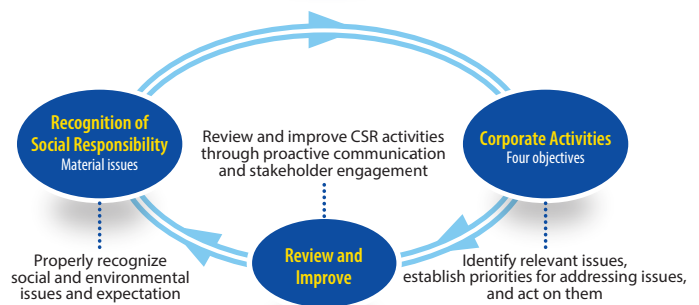 Recognition of
Social Responsibility
Material issues
Properly recognize
social and environmental
issues and expectation
Review and improve CSR activities
through proactive communication
and stakeholder engagement
Review and
Improve
Corporate Activities
Four objectives
Identify relevant issues,
establish priorities for addressing issues,
and act on them